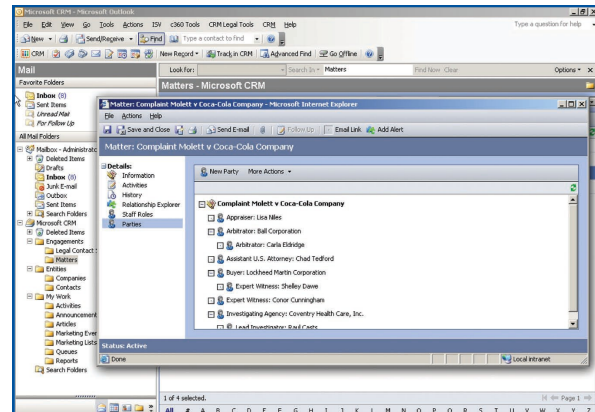 Microsoft CRM - Microsoft Outlook
File Edit View Go Tools Actions ISV c360 Tools CRM Legal Tools CRM Help
Type a question for help
New Send/Receive Find Type a contact to find
CRM New Record Track in CRM Advanced Find Go Offline
Mail
Look for: Search In Matters Find Now Clear Options
Favorite Folders
Matters - Microsoft CRM
Inbox (8)
Sent Items
Unread Mail
For Follow Up
All Mail Folders
Mailbox - Administrato
Deleted Items
Drafts
Inbox (8)
Junk E-mail
Outbox
Sent Items
Search Folders
Microsoft CRM
Deleted Items
Engagements
Legal Contact S
Matters
Entities
Companies
Contacts
My Work
Activities
Announcement
Articles
Marketing Lists
Queues
Reports
Search Folders
Matter: Complaint Molett v Coca-Cola Company - Microsoft Internet Explorer
File Actions Help
Save and Close Send E-mail Follow Up Email Link Add Alert
Matter: Complaint Molett v Coca-Cola Company
Details:
Information
Activities
History
Relationship Explorer
Staff Roles
Parties
New Party More Actions
Complaint Molett v Coca-Cola Company
Appraiser: Lisa Niles
Arbitrator: Ball Corporation
Arbitrator: Carla Eldridge
Assistant U.S. Attorney: Chad Tedford
Buyer: Lockheed Martin Corporation
Expert Witness: Shelley Dawe
Expert Witness: Conor Cunningham
Investigating Agency: Coventry Health Care, Inc.
Lead Investigator: Raul Casts
Status: Active
Done
Local intranet
1 of 4 selected.
Page 1
All # A B C D E F G H I J K L M N O P Q R S T U V W X Y Z